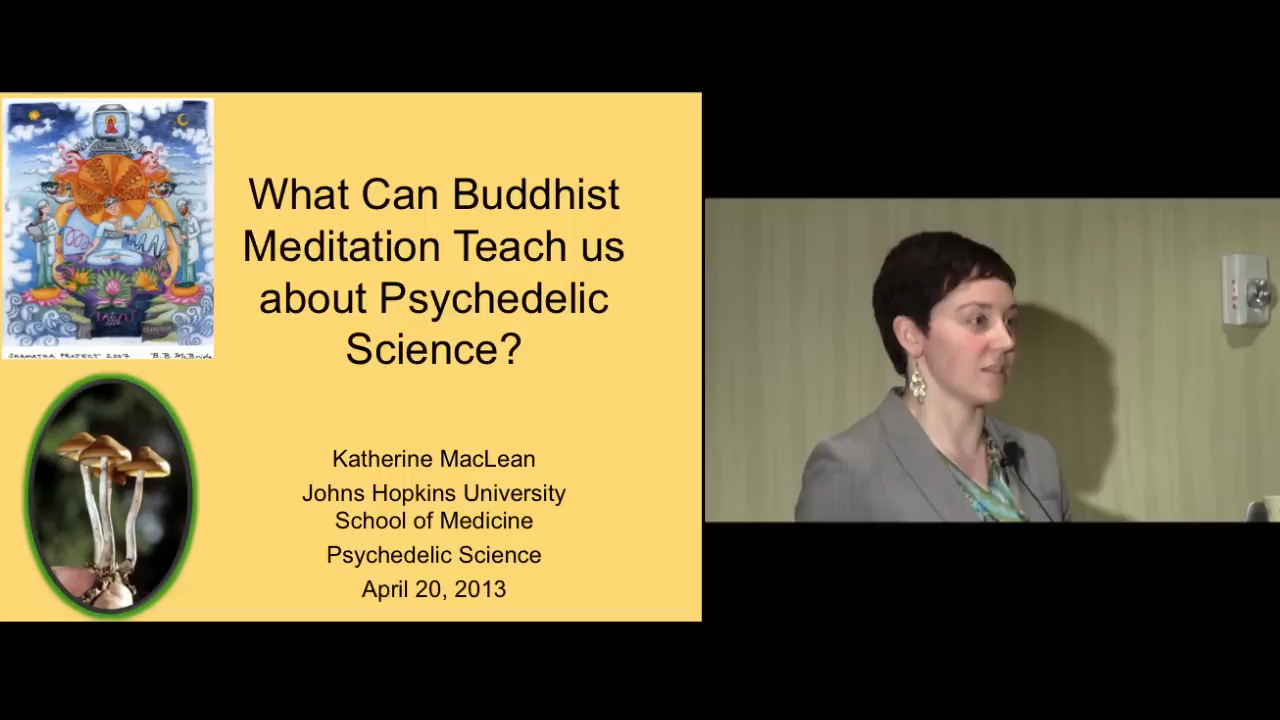 SHAMATHA PROJECT 2007 B.B. McBride
What Can Buddhist
Meditation Teach us
about Psychedelic
Science?
Katherine MacLean
Johns Hopkins University
School of Medicine
Psychedelic Science
April 20, 2013